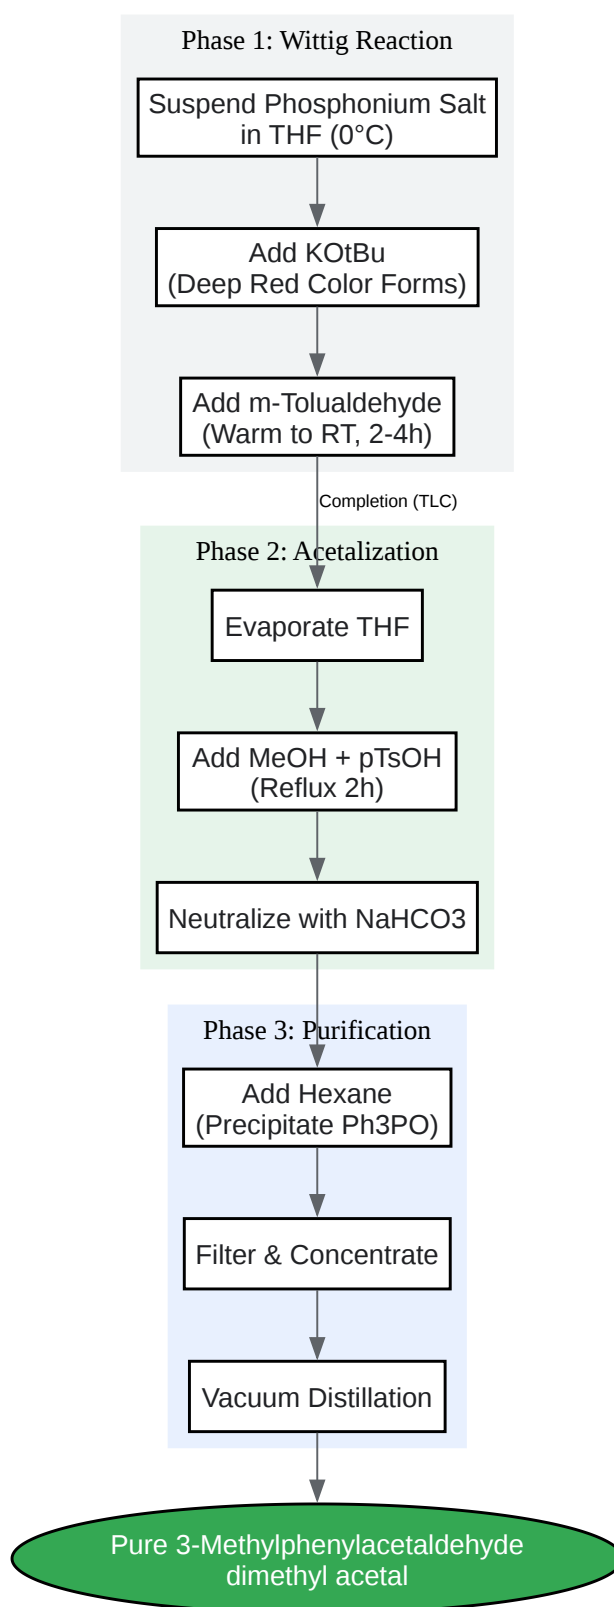 Phase 1: Wittig Reaction
Suspend Phosphonium Salt
in THF (0°C)
Add KOtBu
(Deep Red Color Forms)
Add m-Tolualdehyde
(Warm to RT, 2-4h)
Completion (TLC)
Phase 2: Acetalization
Evaporate THF
Add MeOH + pTsOH
(Reflux 2h)
Neutralize with NaHCO3
Phase 3: Purification
Add Hexane
(Precipitate Ph3PO)
Filter & Concentrate
Vacuum Distillation
Pure 3-Methylphenylacetaldehyde
dimethyl acetal